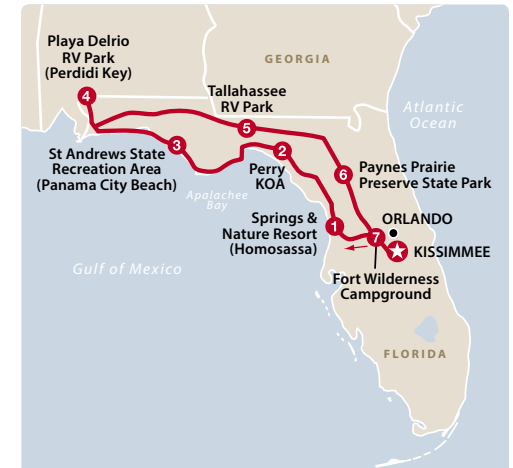 Playa Delrio
RV Park
(Perdidi Key)
4
GEORGIA
Tallahassee
RV Park
5
Atlantic
Ocean
3
St Andrews State
Recreation Area
(Panama City Beach)
2
Perry
KOA
6
Paynes Prairie
Preserve State Park
Apalachee
Bay
Springs &
Nature Resort
(Homosassa)
1
ORLANDO
7
KISSIMMEE
Gulf of Mexico
Fort Wilderness
Campground
FLORIDA